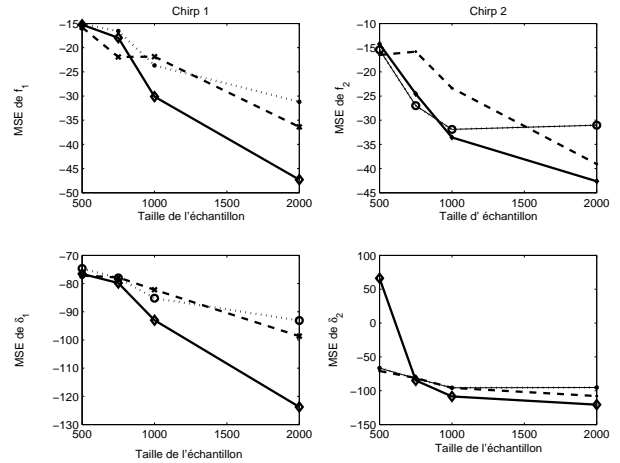 Chirp 1
−15
−20
−25
−30
−35
−40
−45
−50
MSE de f1
500 1000 1500 2000
Taille de l'échantillon
Chirp 2
−10
−15
−20
−25
−30
−35
−40
−45
MSE de f2
500 1000 1500 2000
Taille d' échantillon
−70
−80
−90
−100
−110
−120
−130
MSE de δ1
500 1000 1500 2000
Taille de l'échantillon
100
50
0
−50
−100
−150
MSE de δ2
500 1000 1500 2000
Taille de l'échantillon